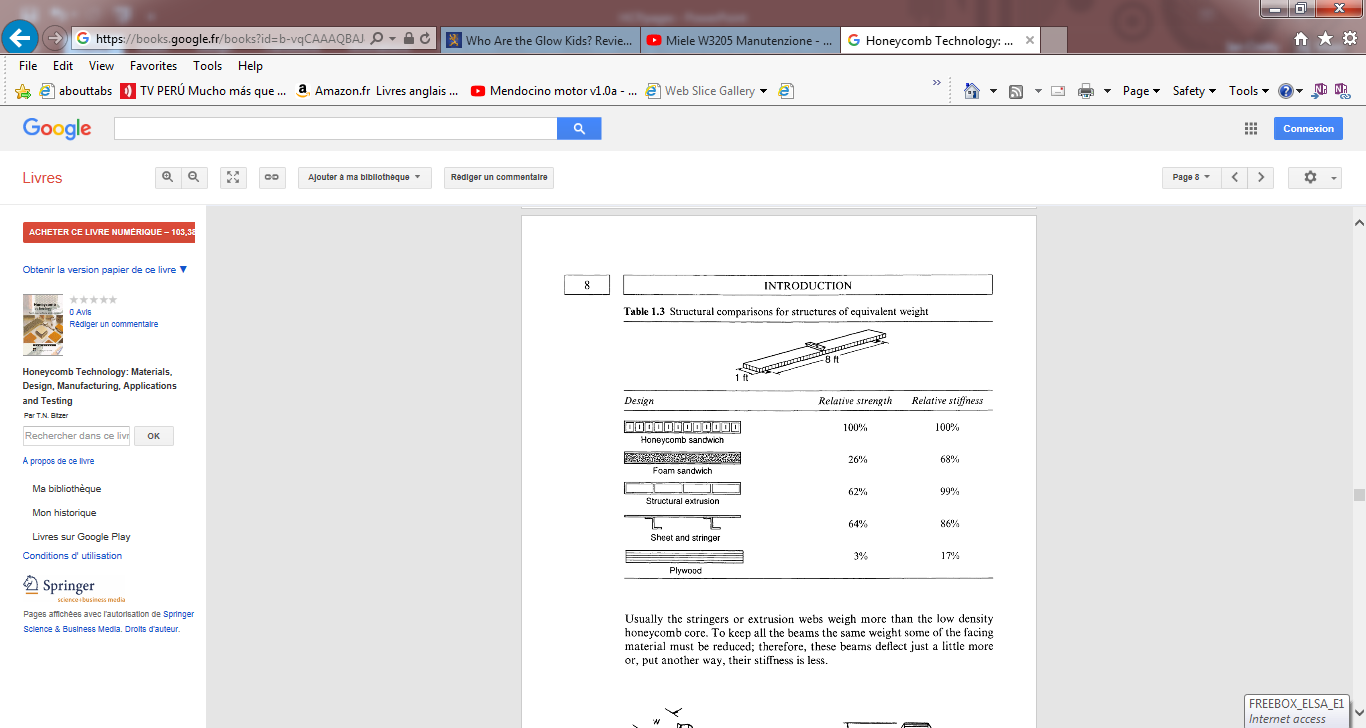 https://books.google.fr/books?id=b-vqCAAAQBAJ
Who Are the Glow Kids? Revie...
Miele W3205 Manutenzione - ...
Honeycomb Technology: ...
File Edit View Favorites Tools Help
abouttabs
TV PERÚ Mucho más que ...
Amazon.fr Livres anglais ...
Mendocino motor v1.0a - ...
Web Slice Gallery
Page
Safety
Tools
Google
Connexion
Livres
Ajouter à ma bibliothèque
Rédiger un commentaire
Page 8
ACHETER CE LIVRE NUMÉRIQUE – 103,38
Obtenir la version papier de ce livre
0 Avis
Rédiger un commentaire
Honeycomb Technology: Materials,
Design, Manufacturing, Applications
and Testing
Par T.N. Bitzer
Rechercher dans ce livr
OK
À propos de ce livre
Ma bibliothèque
Mon historique
Livres sur Google Play
Conditions d' utilisation
Springer
science+business media
Pages affichées avec l'autorisation de Springer
Science & Business Media. Droits d'auteur.
8 INTRODUCTION
Table 1.3 Structural comparisons for structures of equivalent weight
8 ft
1 ft
Design Relative strength Relative stiffness
100% 100%
Honeycomb sandwich
26% 68%
Foam sandwich
62% 99%
Structural extrusion
64% 86%
Sheet and stringer
3% 17%
Plywood
Usually the stringers or extrusion webs weigh more than the low density
honeycomb core. To keep all the beams the same weight some of the facing
material must be reduced; therefore, these beams deflect just a little more
or, put another way, their stiffness is less.
W
FREEBOX_ELSA_E1
Internet access